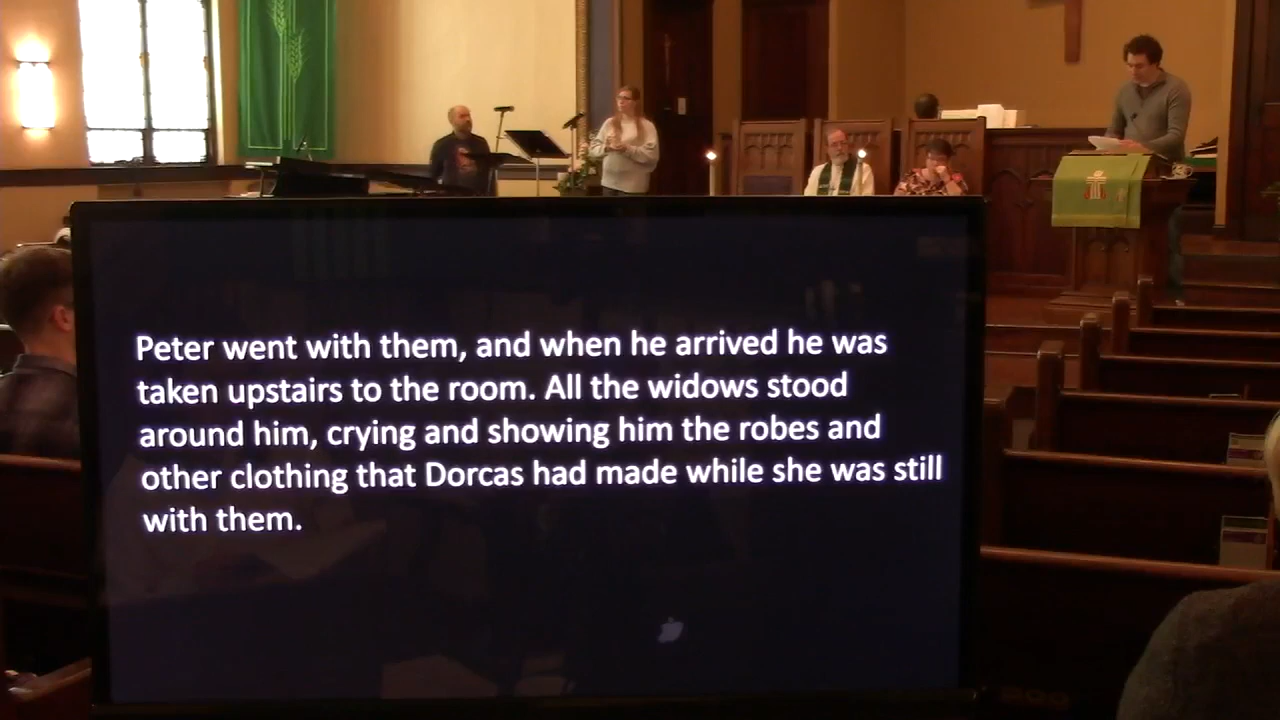 Peter went with them, and when he arrived he was
taken upstairs to the room. All the widows stood
around him, crying and showing him the robes and
other clothing that Dorcas had made while she was still
with them.